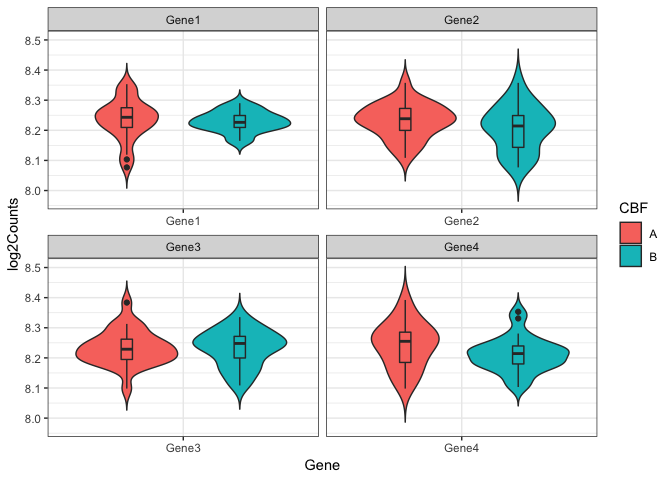 Gene1
Gene2
8.5
8.4
8.3
8.2
8.1
8.0
Gene1
Gene2
log2Counts
CBF
A
B
Gene3
Gene4
8.5
8.4
8.3
8.2
8.1
8.0
Gene3
Gene4
Gene